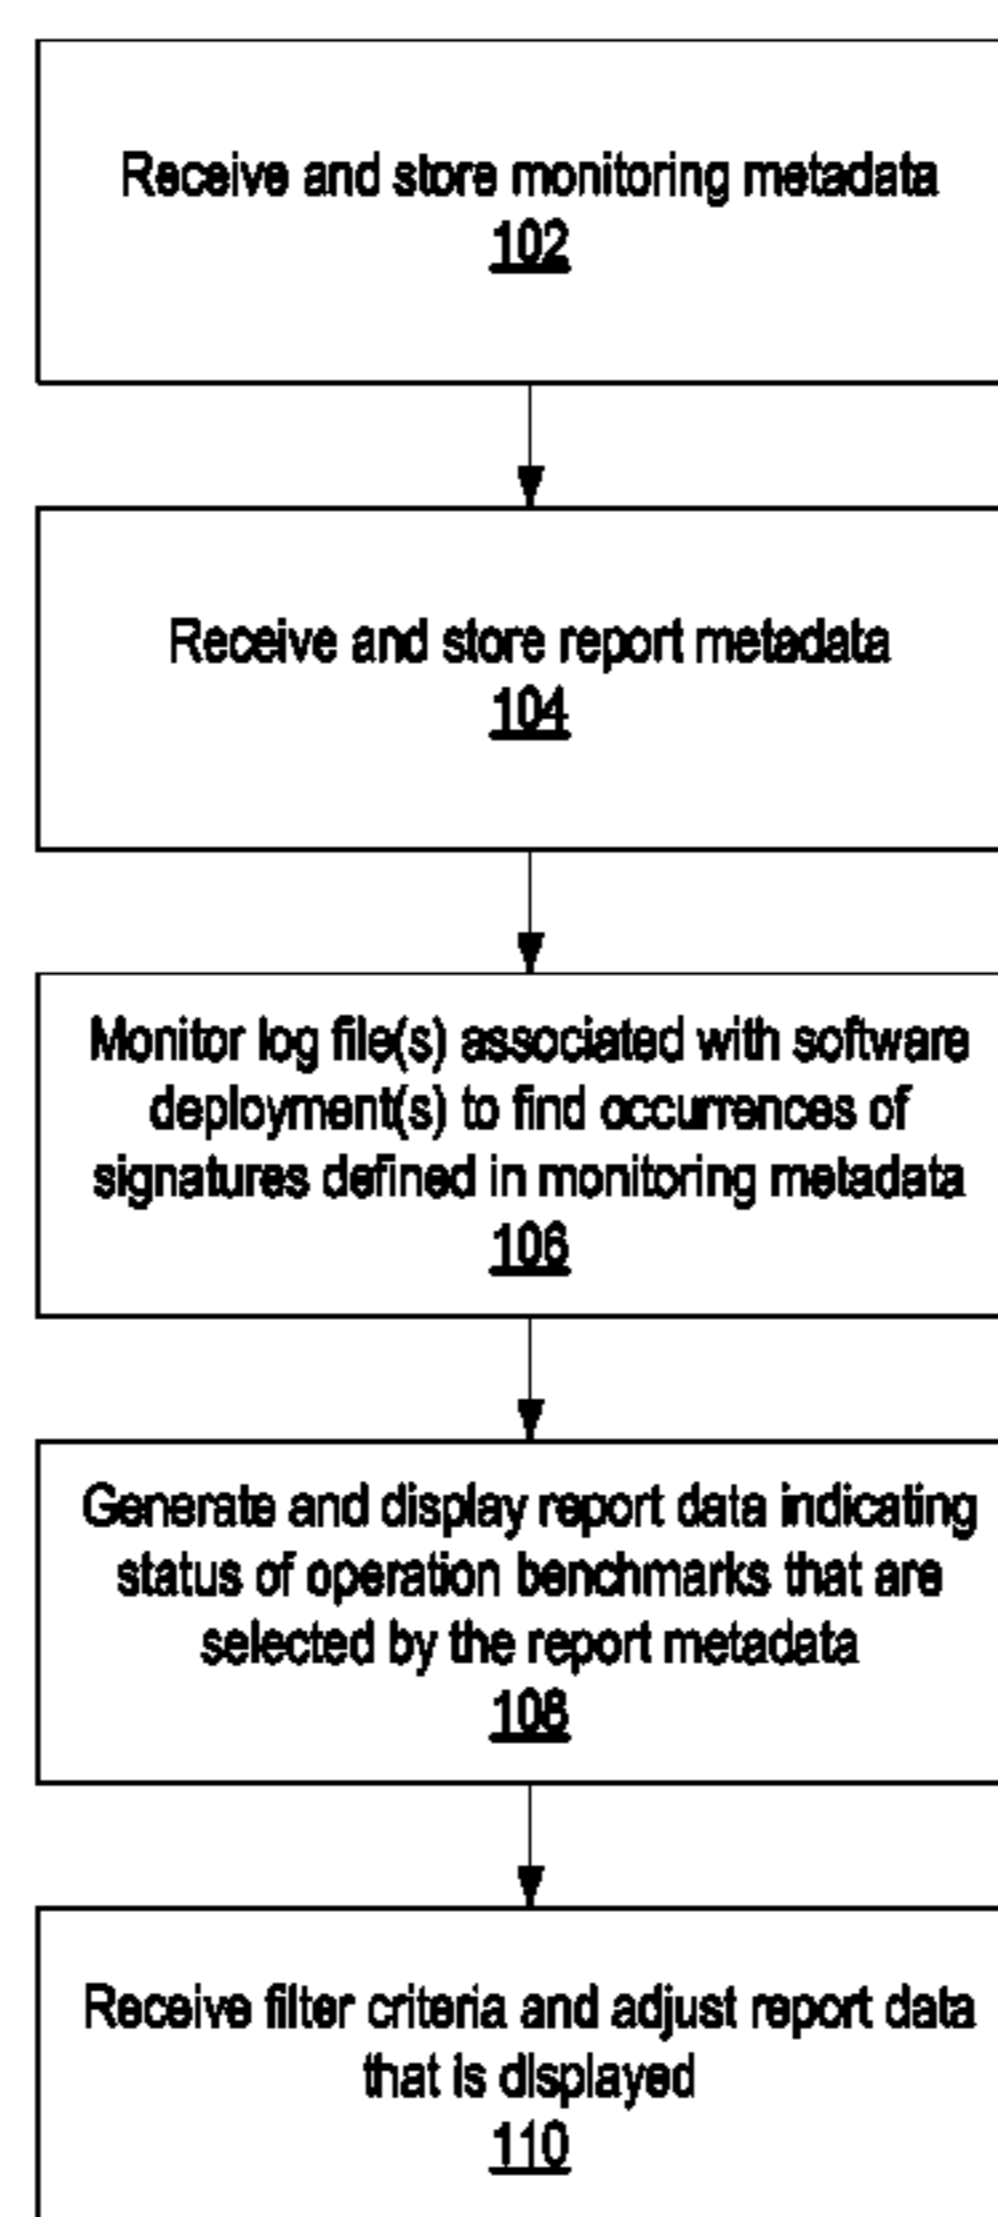 Receive and store monitoring metadata
102
Receive and store report metadata
104
Monitor log file(s) associated with software
deployment(s) to find occurrences of
signatures defined in monitoring metadata
106
Generate and display report data indicating
status of operation benchmarks that are
selected by the report metadata
108
Receive filter criteria and adjust report data
that is displayed
110